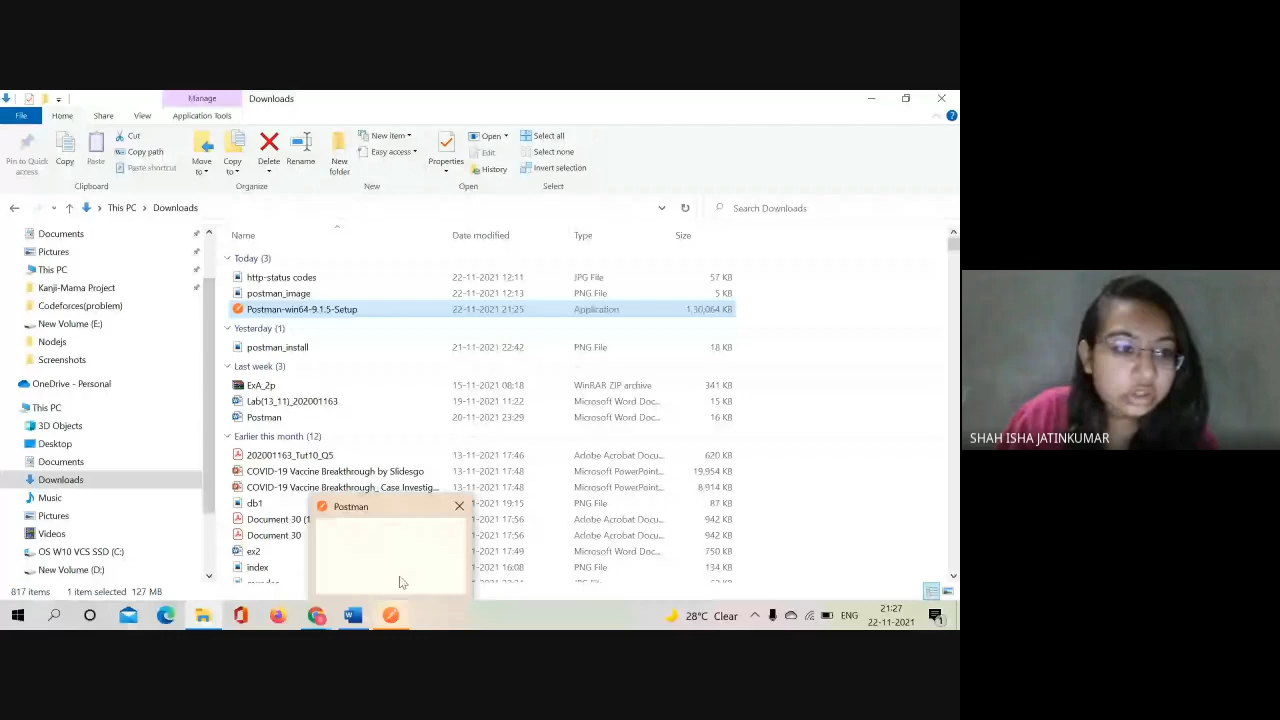 Manage
Downloads
File
Home
Share
View
Application Tools
Pin to Quick access
Copy
Paste
Cut
Copy path
Paste shortcut
Clipboard
Move to
Copy to
Delete
Rename
Organize
New folder
New item
Easy access
New
Properties
Open
Edit
History
Open
Select all
Select none
Invert selection
Select
This PC
Downloads
Search Downloads
Documents
Pictures
This PC
Kanji-Mama Project
Codeforces(problem)
New Volume (E:)
Nodejs
Screenshots
OneDrive - Personal
This PC
3D Objects
Desktop
Documents
Downloads
Music
Pictures
Videos
OS W10 VCS SSD (C:)
New Volume (D:)
Name Date modified Type Size
Today (3)
http-status codes 22-11-2021 12:11 JPG File 57 KB
postman_image 22-11-2021 12:13 PNG File 5 KB
Postman-win64-9.1.5-Setup 22-11-2021 21:25 Application 1,30,064 KB
Yesterday (1)
postman_install 21-11-2021 22:42 PNG File 18 KB
Last week (3)
ExA_2p 15-11-2021 08:18 WinRAR ZIP archive 341 KB
Lab(13_11)_202001163 19-11-2021 11:22 Microsoft Word Doc... 15 KB
Postman 20-11-2021 23:29 Microsoft Word Doc... 16 KB
Earlier this month (12)
202001163_Tut10_Q5 13-11-2021 17:46 Adobe Acrobat Docu... 620 KB
COVID-19 Vaccine Breakthrough by Slidesgo 13-11-2021 17:48 Microsoft PowerPoint... 19,954 KB
COVID-19 Vaccine Breakthrough_ Case Investig... 13-11-2021 17:48 Microsoft PowerPoint... 8,914 KB
db1 19:15 PNG File 87 KB
Document 30 (1 17:56 Adobe Acrobat Docu... 942 KB
Document 30 17:56 Adobe Acrobat Docu... 942 KB
ex2 17:49 Microsoft Word Doc... 750 KB
index 16:08 PNG File 134 KB
Postman
817 items 1 item selected 127 MB
28°C Clear
ENG
21:27
22-11-2021
1
SHAH ISHA JATINKUMAR